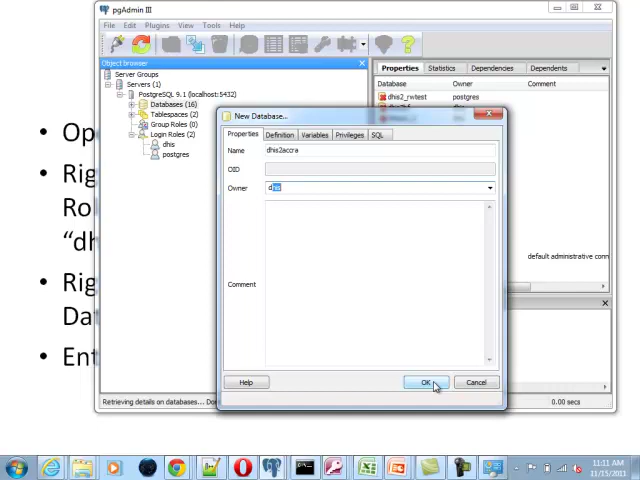 pgAdmin III
File Edit Plugins View Tools Help
Object browser
Server Groups
Servers (1)
PostgreSQL 9.1 (localhost:5432)
Databases (16)
Tablespaces (2)
Group Roles (0)
Login Roles (2)
dhis
postgres
Properties Statistics Dependencies Dependents
Database Owner Comment
dhis2_rwtest postgres
default administrative conn
New Database...
Properties Definition Variables Privileges SQL
Name dhis2accra
OID
Owner dhis
Comment
Help OK Cancel
Retrieving details on databases... Do
0.00 secs
• Op
• Rig
Ro
“dh
• Rig
Da
• Ent
11:11 AM
11/15/2011